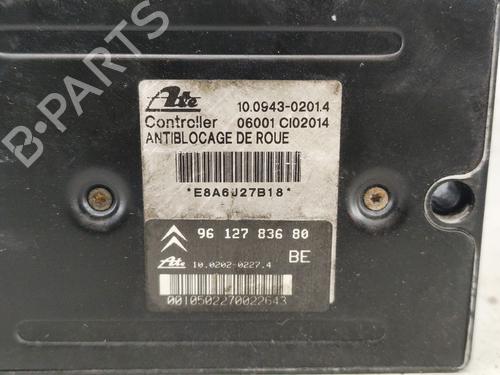 Ate 10.0943-0201.4
Controller 06001 CI02014
ANTIBLOCAGE DE ROUE
*E8A6J27B18*
96 127 836 80
Ate BE
10.0202-0227.4
0010502270022643
B-PARTS